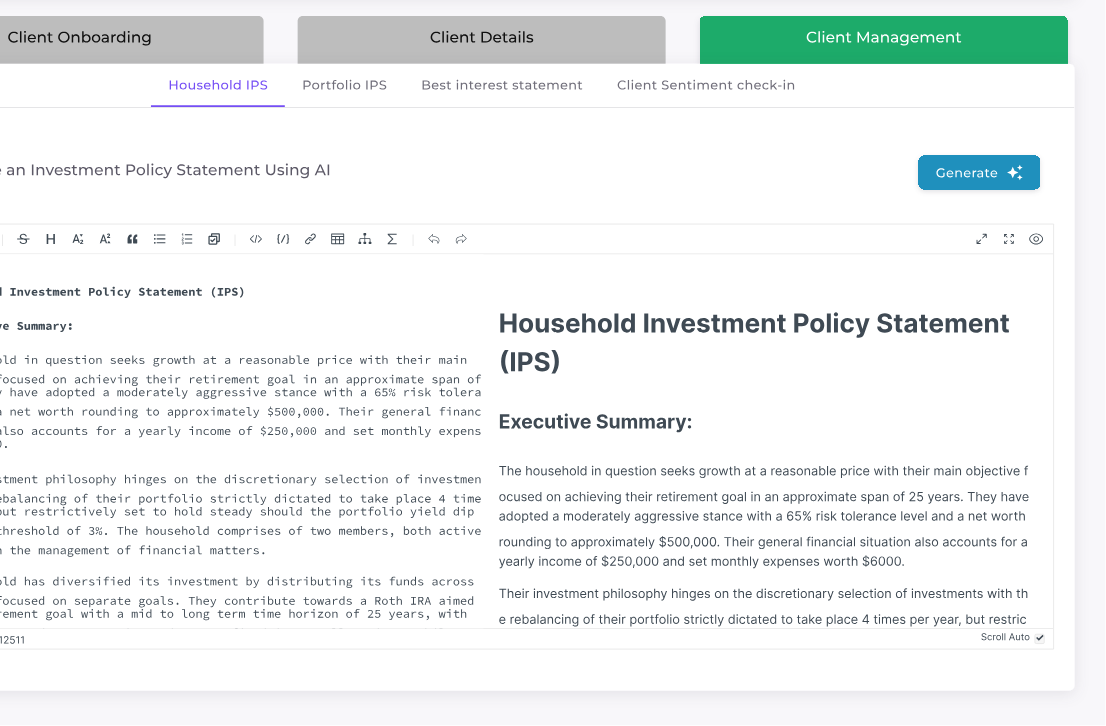 Client Onboarding
Client Details
Client Management
Household IPS
Portfolio IPS
Best interest statement
Client Sentiment check-in
an Investment Policy Statement Using AI
Generate
Investment Policy Statement (IPS)
Summary:
in question seeks growth at a reasonable price with their main
focused on achieving their retirement goal in an approximate span of
have adopted a moderately aggressive stance with a 65% risk tolera
net worth rounding to approximately $500,000. Their general financ
also accounts for a yearly income of $250,000 and set monthly expens
philosophy hinges on the discretionary selection of investmen
of their portfolio strictly dictated to take place 4 time
but restrictively set to hold steady should the portfolio yield dip
threshold of 3%. The household comprises of two members, both active
the management of financial matters.
has diversified its investment by distributing its funds across
focused on separate goals. They contribute towards a Roth IRA aimed
goal with a mid to long term time horizon of 25 years, with
12511
Household Investment Policy Statement
(IPS)
Executive Summary:
The household in question seeks growth at a reasonable price with their main objective f
ocused on achieving their retirement goal in an approximate span of 25 years. They have
adopted a moderately aggressive stance with a 65% risk tolerance level and a net worth
rounding to approximately $500,000. Their general financial situation also accounts for a
yearly income of $250,000 and set monthly expenses worth $6000.
Their investment philosophy hinges on the discretionary selection of investments with th
e rebalancing of their portfolio strictly dictated to take place 4 times per year, but restric
Scroll Auto